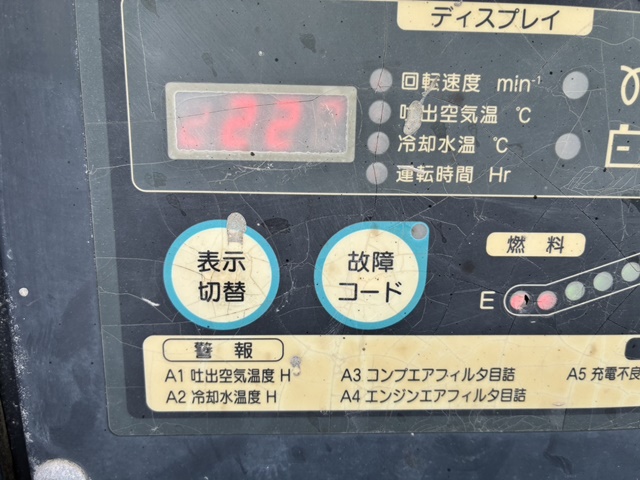 ディスプレイ
回転速度 min⁻¹
吐出空気温 ℃
冷却水温 ℃
運転時間 Hr
表示
切替
故障
コード
燃料
E
警報
A1 吐出空気温度 H
A3 コンプエアフィルタ目詰
A5 充電不良
A2 冷却水温度 H
A4 エンジンエアフィルタ目詰